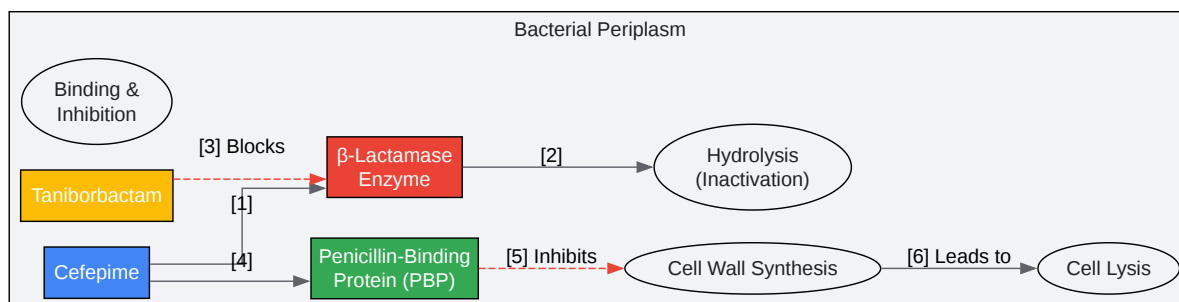 Bacterial Periplasm
Binding &
Inhibition
[3] Blocks
β-Lactamase
Enzyme
[2]
Hydrolysis
(Inactivation)
Taniborbactam
[1]
Cefepime
[4]
Penicillin-Binding
Protein (PBP)
[5] Inhibits
Cell Wall Synthesis
[6] Leads to
Cell Lysis